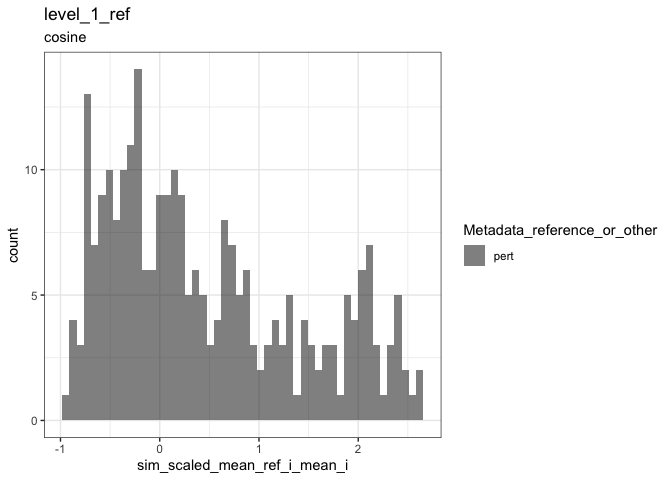 level_1_ref
cosine
10
5
0
count
-1
0
1
2
sim_scaled_mean_ref_i_mean_i
Metadata_reference_or_other
pert